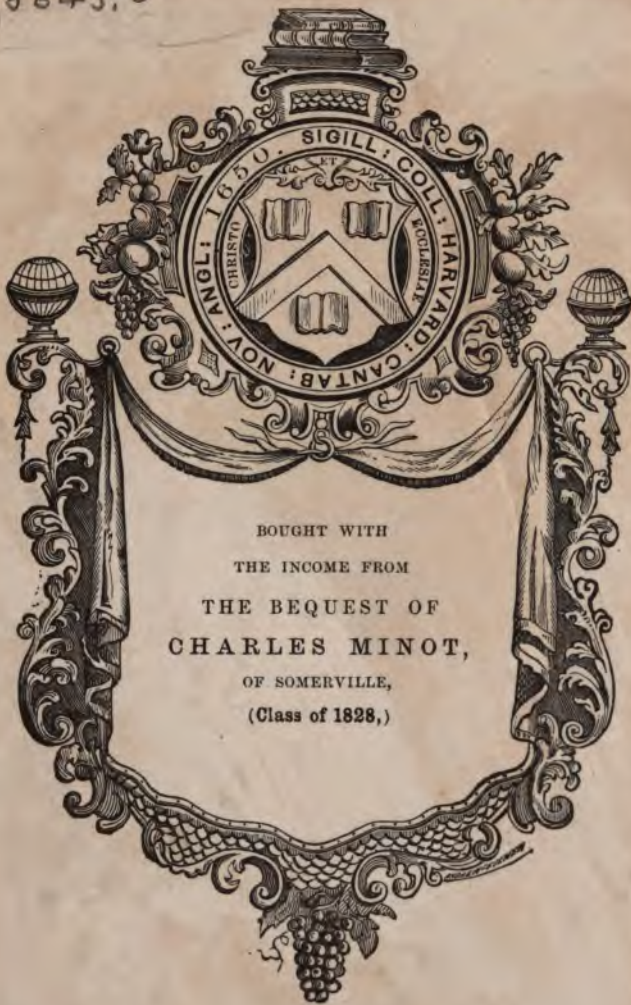 SIGILL: COLL: HARVARD: CANTAB: NOV: ANGL: 1650.
ET
CHRISTO
ECCLESIAE
BOUGHT WITH
THE INCOME FROM
THE BEQUEST OF
CHARLES MINOT,
OF SOMERVILLE,
(Class of 1828,)